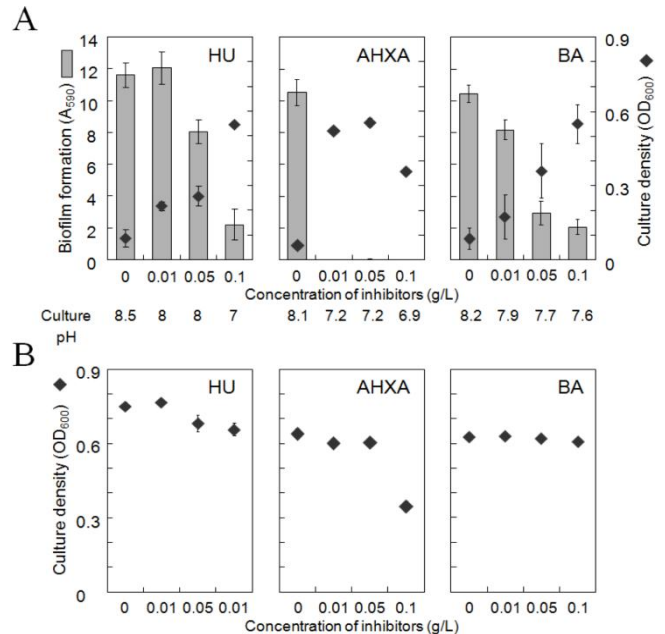 A
14
12
10
8
6
4
2
0
Biofilm formation (A590)
HU
AHXA
BA
0.9
0.6
0.3
0
Culture density (OD600)
0 0.01 0.05 0.1 0 0.01 0.05 0.1 0 0.01 0.05 0.1
Concentration of inhibitors (g/L)
Culture pH
8.5 8 8 7 8.1 7.2 7.2 6.9 8.2 7.9 7.7 7.6
B
0.9
0.6
0.3
0
Culture density (OD600)
HU
AHXA
BA
0 0.01 0.05 0.01 0 0.01 0.05 0.1 0 0.01 0.05 0.1
Concentration of inhibitors (g/L)